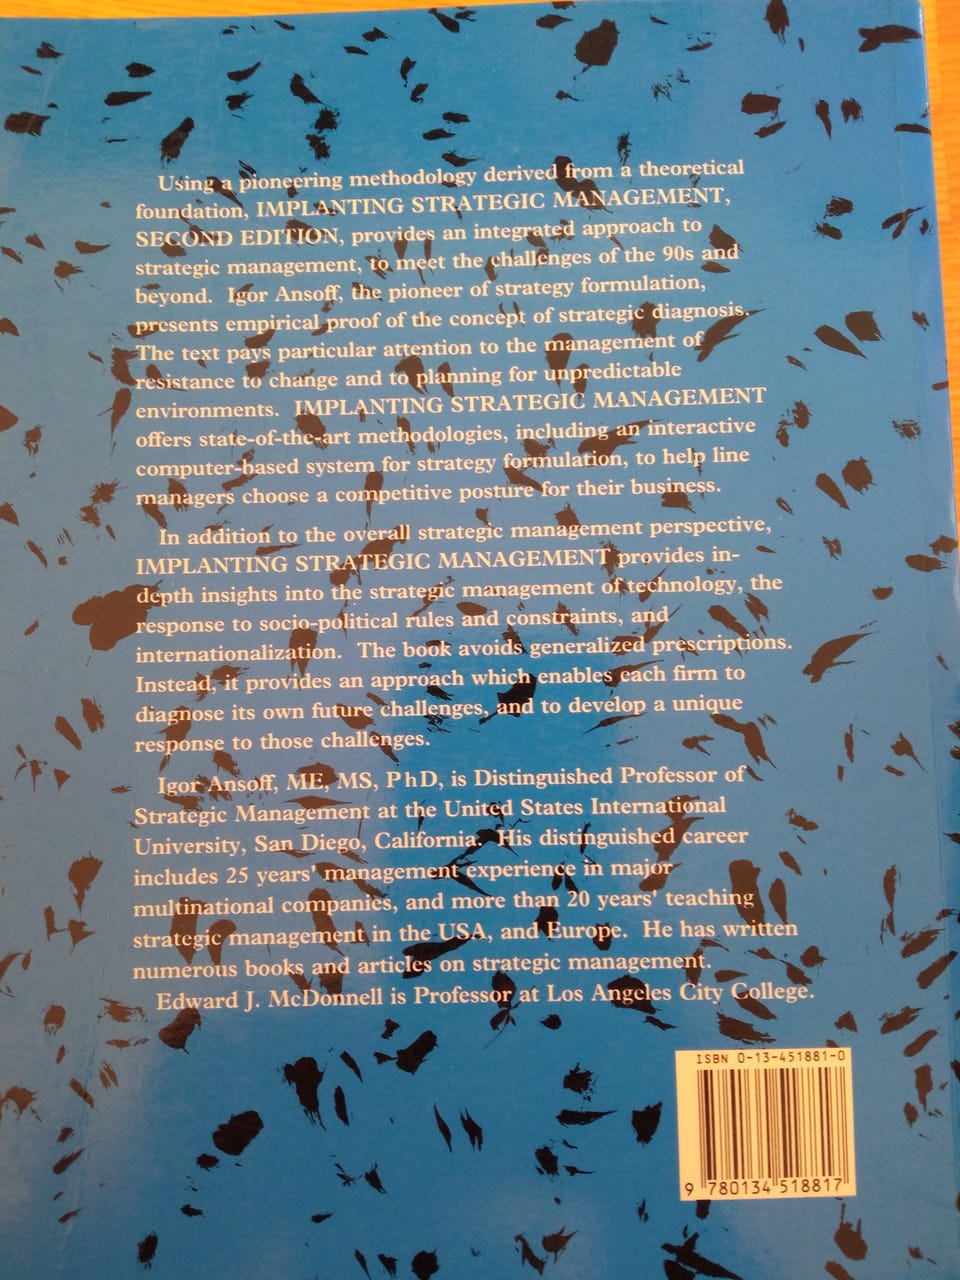 Using a pioneering methodology derived from a theoretical
foundation, IMPLANTING STRATEGIC MANAGEMENT,
SECOND EDITION, provides an integrated approach to
strategic management, to meet the challenges of the 90s and
beyond. Igor Ansoff, the pioneer of strategy formulation,
presents empirical proof of the concept of strategic diagnosis.
The text pays particular attention to the management of
resistance to change and to planning for unpredictable
environments. IMPLANTING STRATEGIC MANAGEMENT
offers state-of-the-art methodologies, including an interactive
computer-based system for strategy formulation, to help line
managers choose a competitive posture for their business.
In addition to the overall strategic management perspective,
IMPLANTING STRATEGIC MANAGEMENT provides in-
depth insights into the strategic management of technology, the
response to socio-political rules and constraints, and
internationalization. The book avoids generalized prescriptions.
Instead, it provides an approach which enables each firm to
diagnose its own future challenges, and to develop a unique
response to those challenges.
Igor Ansoff, ME, MS, PhD, is Distinguished Professor of
Strategic Management at the United States International
University, San Diego, California. His distinguished career
includes 25 years' management experience in major
multinational companies, and more than 20 years' teaching
strategic management in the USA, and Europe. He has written
numerous books and articles on strategic management.
Edward J. McDonnell is Professor at Los Angeles City College.
ISBN 0-13-451881-0
9 780134 518817